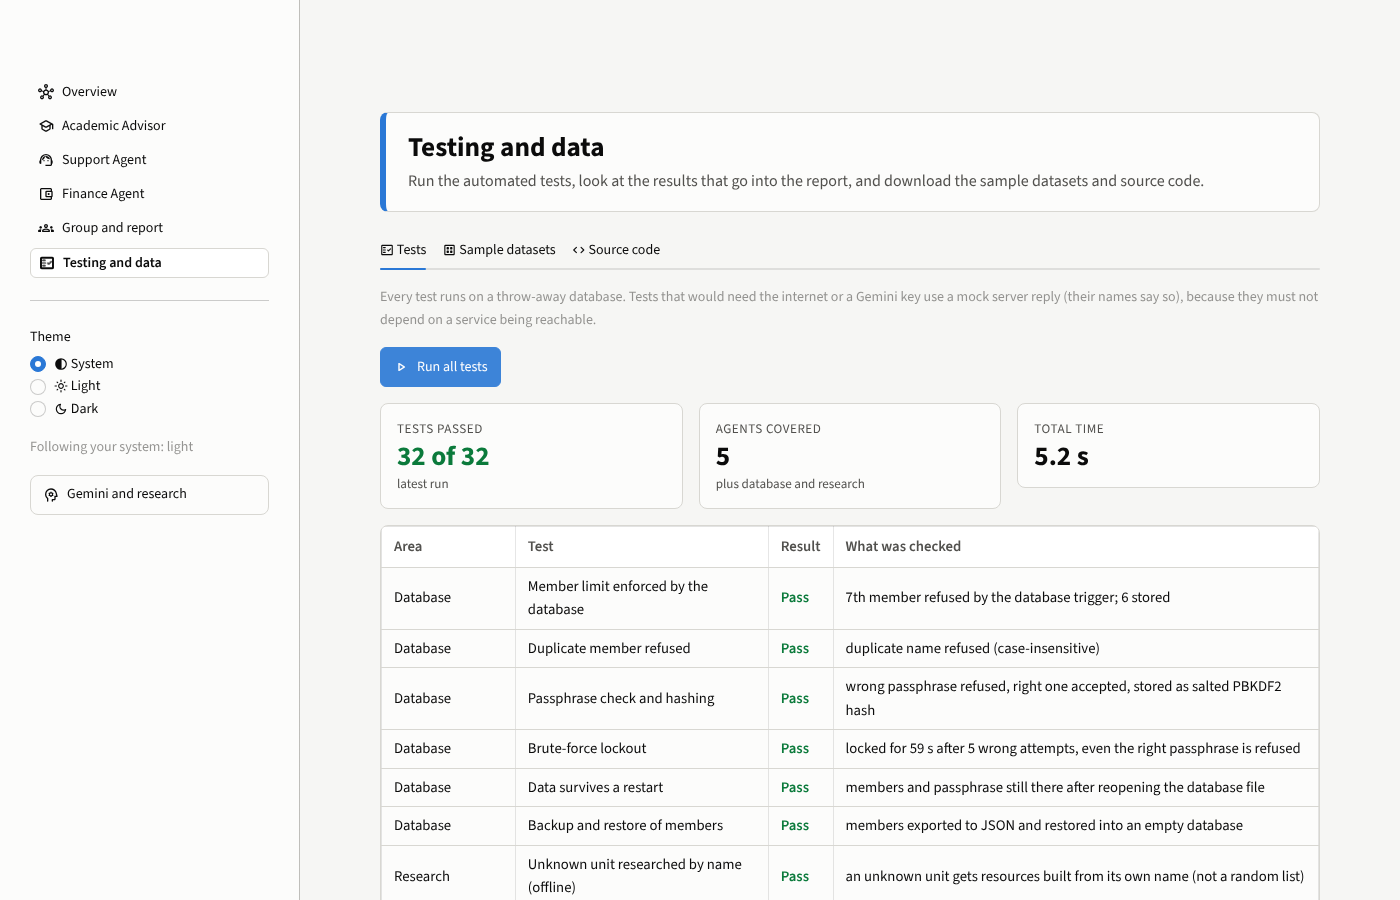 Overview
Academic Advisor
Support Agent
Finance Agent
Group and report
Testing and data
Theme
System
Light
Dark
Following your system: light
Gemini and research
Testing and data
Run the automated tests, look at the results that go into the report, and download the sample datasets and source code.
Tests
Sample datasets
Source code
Every test runs on a throw-away database. Tests that would need the internet or a Gemini key use a mock server reply (their names say so), because they must not
depend on a service being reachable.
Run all tests
TESTS PASSED
32 of 32
latest run
AGENTS COVERED
5
plus database and research
TOTAL TIME
5.2 s
Area Test Result What was checked
Database Member limit enforced by the
database Pass 7th member refused by the database trigger; 6 stored
Database Duplicate member refused Pass duplicate name refused (case-insensitive)
Database Passphrase check and hashing Pass wrong passphrase refused, right one accepted, stored as salted PBKDF2
hash
Database Brute-force lockout Pass locked for 59 s after 5 wrong attempts, even the right passphrase is refused
Database Data survives a restart Pass members and passphrase still there after reopening the database file
Database Backup and restore of members Pass members exported to JSON and restored into an empty database
Research Unknown unit researched by name
(offline) Pass an unknown unit gets resources built from its own name (not a random list)